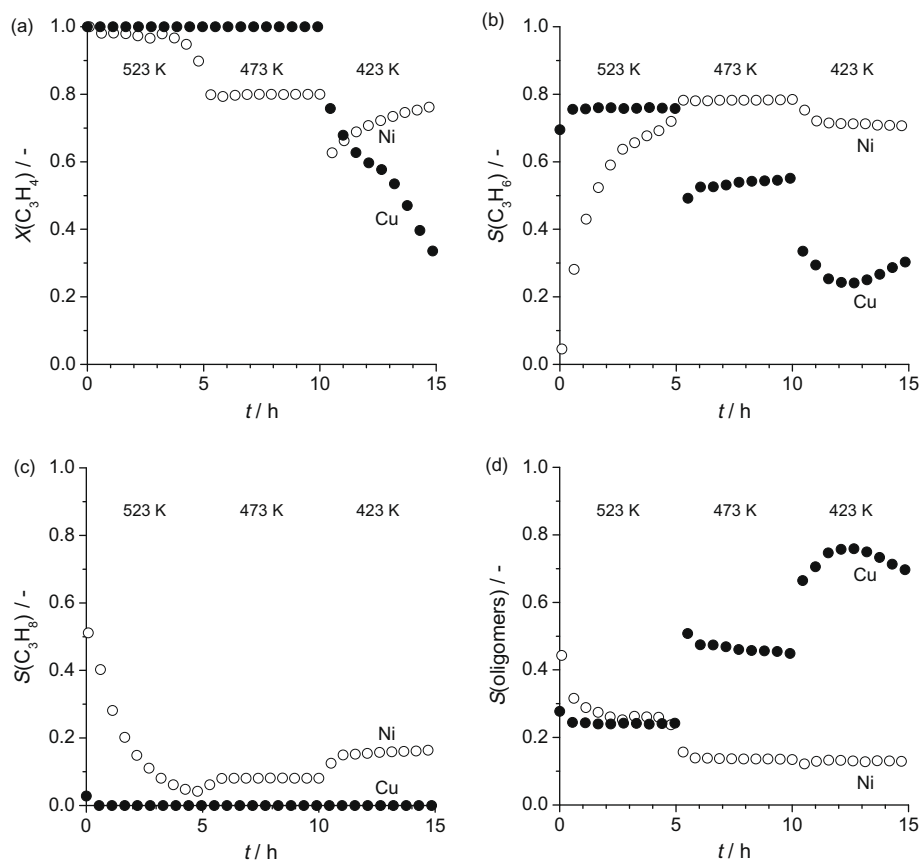 (a)
X(C₃H₄) / -
1.0
0.8
0.6
0.4
0.2
0.0
523 K 473 K 423 K
Ni
Cu
0 5 10 15
t / h
(b)
S(C₃H₆) / -
1.0
0.8
0.6
0.4
0.2
0.0
523 K 473 K 423 K
Ni
Cu
0 5 10 15
t / h
(c)
S(C₃H₈) / -
1.0
0.8
0.6
0.4
0.2
0.0
523 K 473 K 423 K
Ni
Cu
0 5 10 15
t / h
(d)
S(oligomers) / -
1.0
0.8
0.6
0.4
0.2
0.0
523 K 473 K 423 K
Cu
Ni
0 5 10 15
t / h